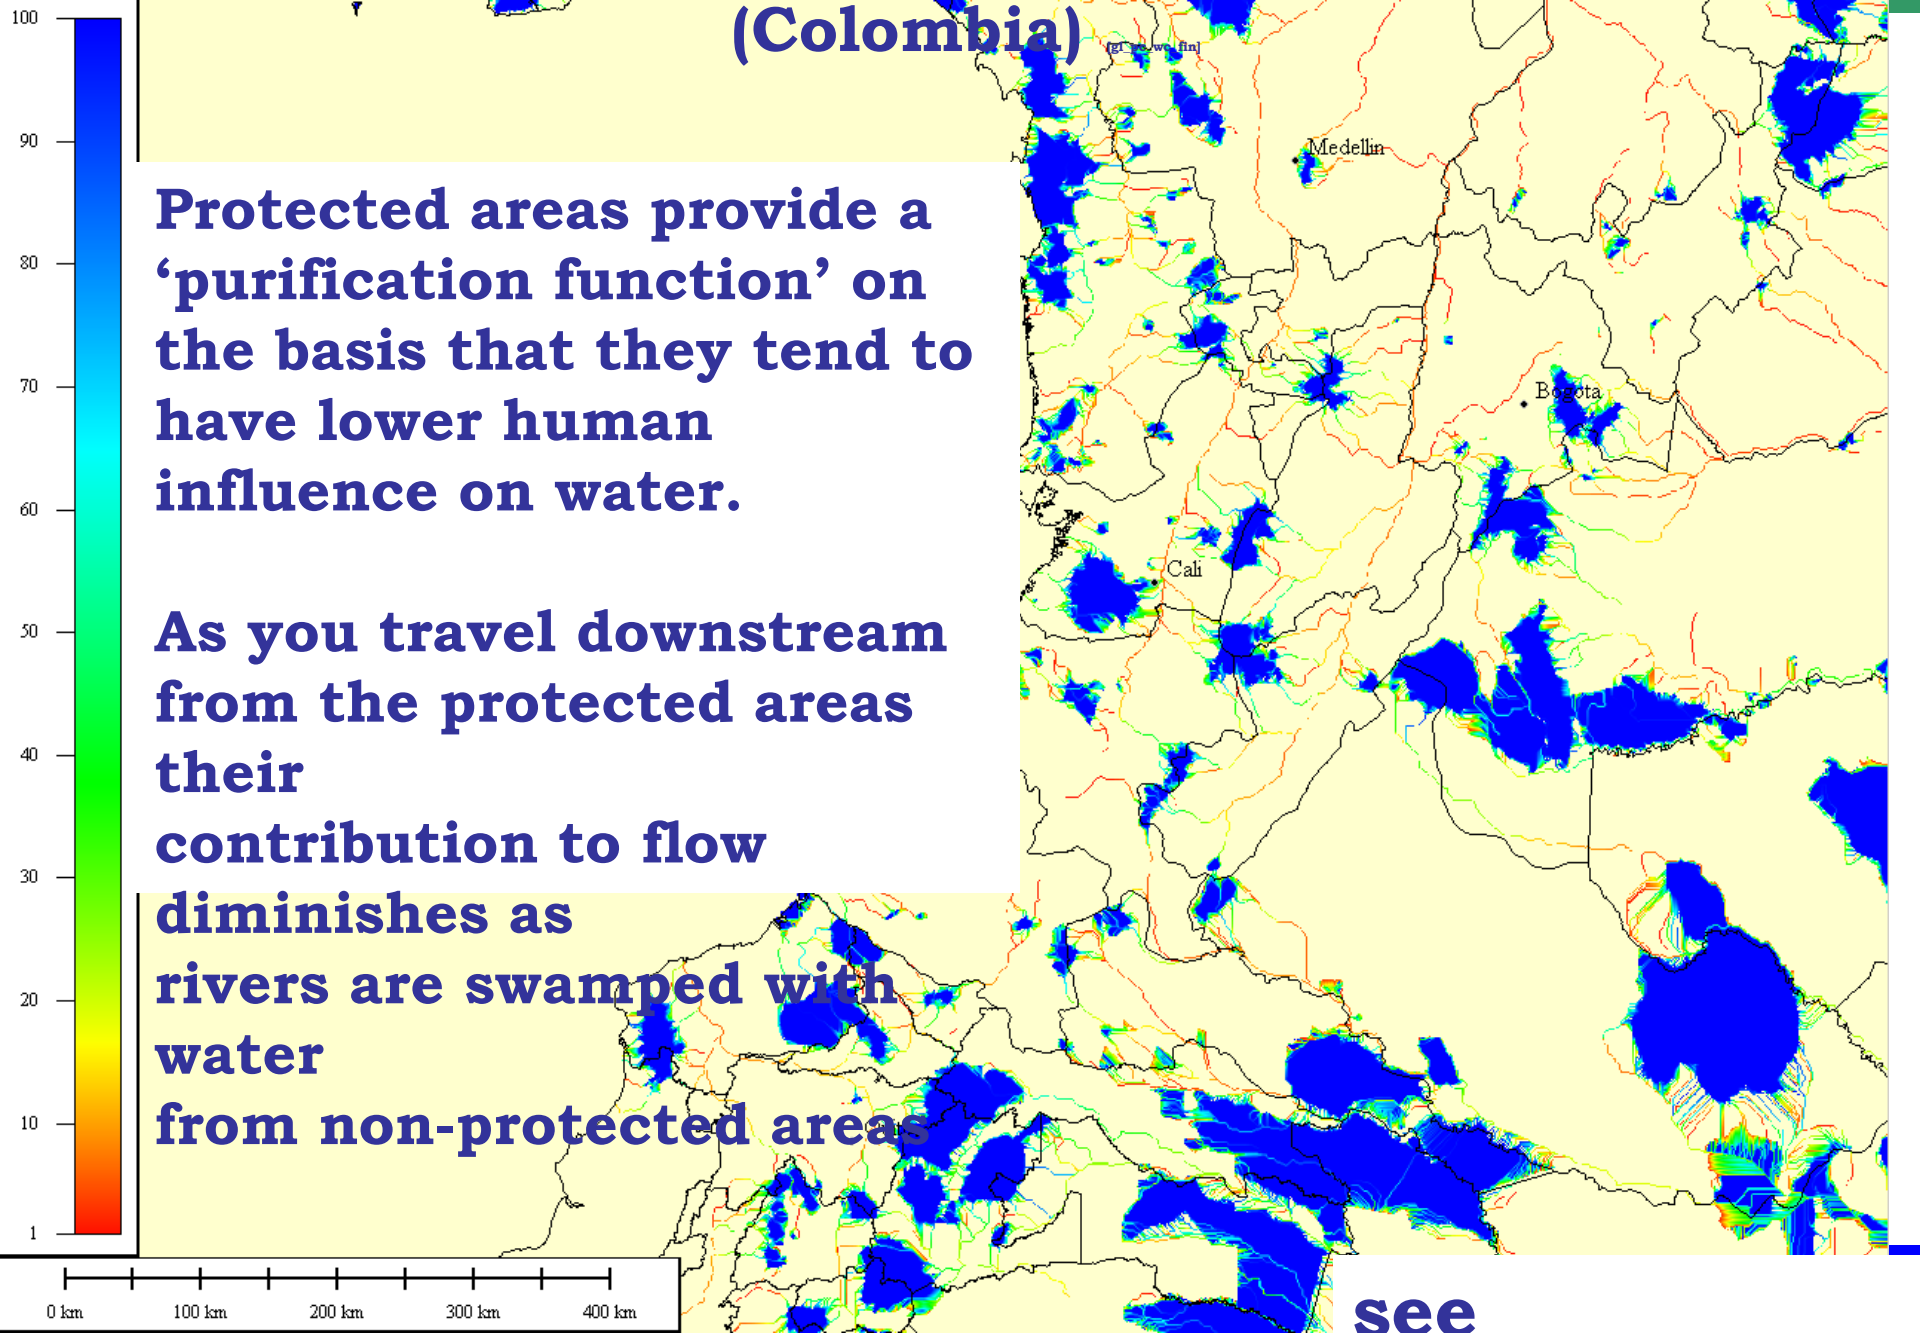 (Colombia)
100
90
80
70
60
50
40
30
20
10
1
Protected areas provide a
‘purification function’ on
the basis that they tend to
have lower human
influence on water.
As you travel downstream
from the protected areas
their
contribution to flow
diminishes as
rivers are swamped with
water
from non-protected areas
Medellin
Bogota
Cali
0 km 100 km 200 km 300 km 400 km
see